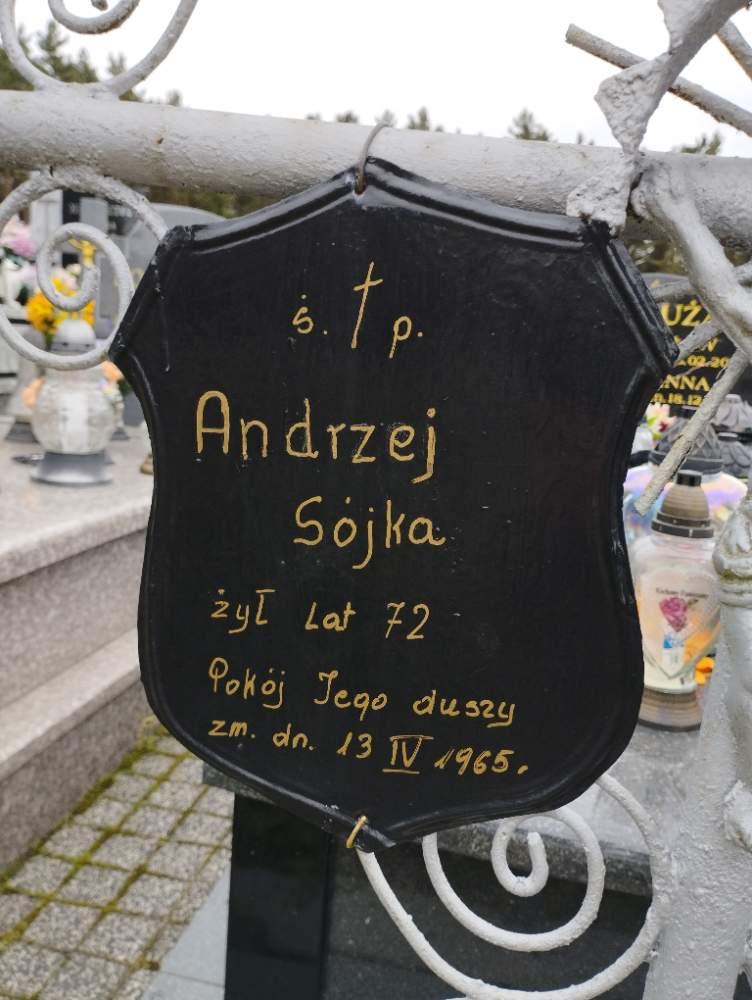 ś. † p.
Andrzej
Sójka
żył Lat 72
Pokój Jego duszy
zm. dn. 13 IV 1965.